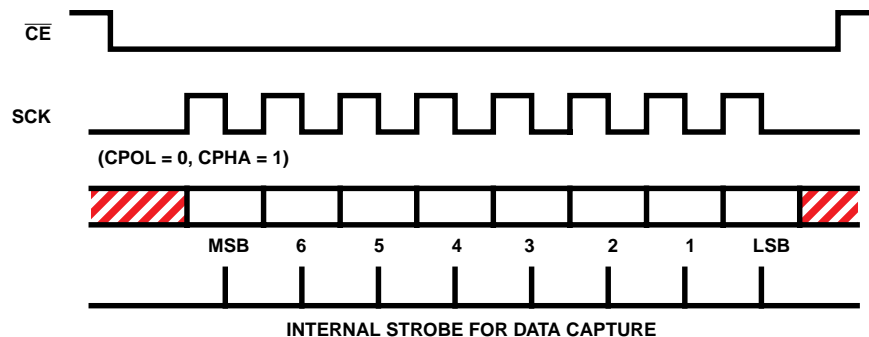 CE
SCK
(CPOL = 0, CPHA = 1)
MSB 6 5 4 3 2 1 LSB
INTERNAL STROBE FOR DATA CAPTURE